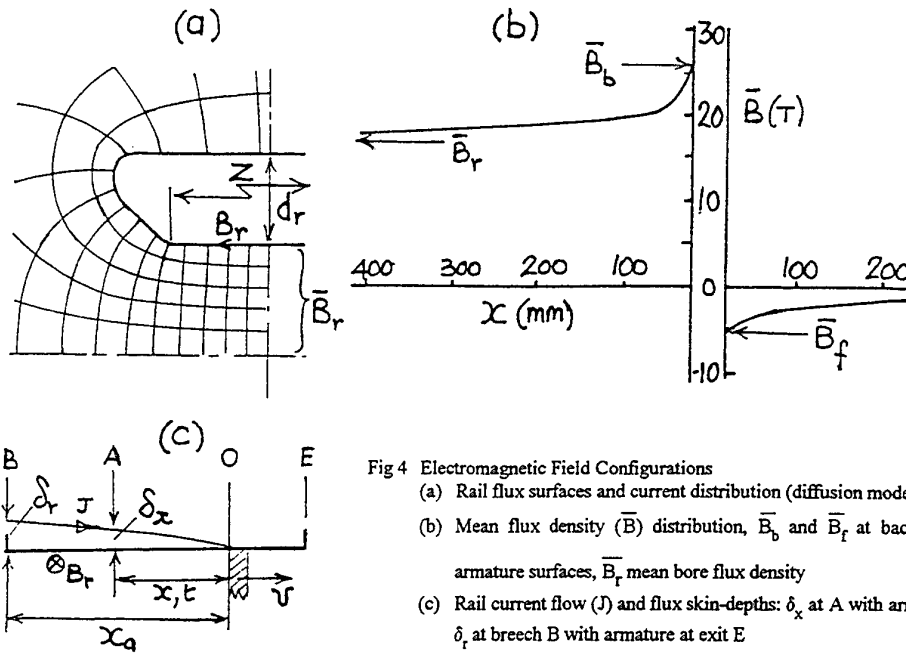 (a)
(b)
Z
d_r
B_r
B̄_r
B̄_b
30
B̄(T)
20
B̄_r
10
400 300 200 100 0 100 200
x (mm)
B̄_f
-10
(c)
B A O E
δ_r J δ_x
⊗B_r x,t v
x_a
Fig 4 Electromagnetic Field Configurations
(a) Rail flux surfaces and current distribution (diffusion mode
(b) Mean flux density (B̄) distribution, B̄_b and B̄_f at bac
armature surfaces, B̄_r mean bore flux density
(c) Rail current flow (J) and flux skin-depths: δ_x at A with ar
δ_r at breech B with armature at exit E